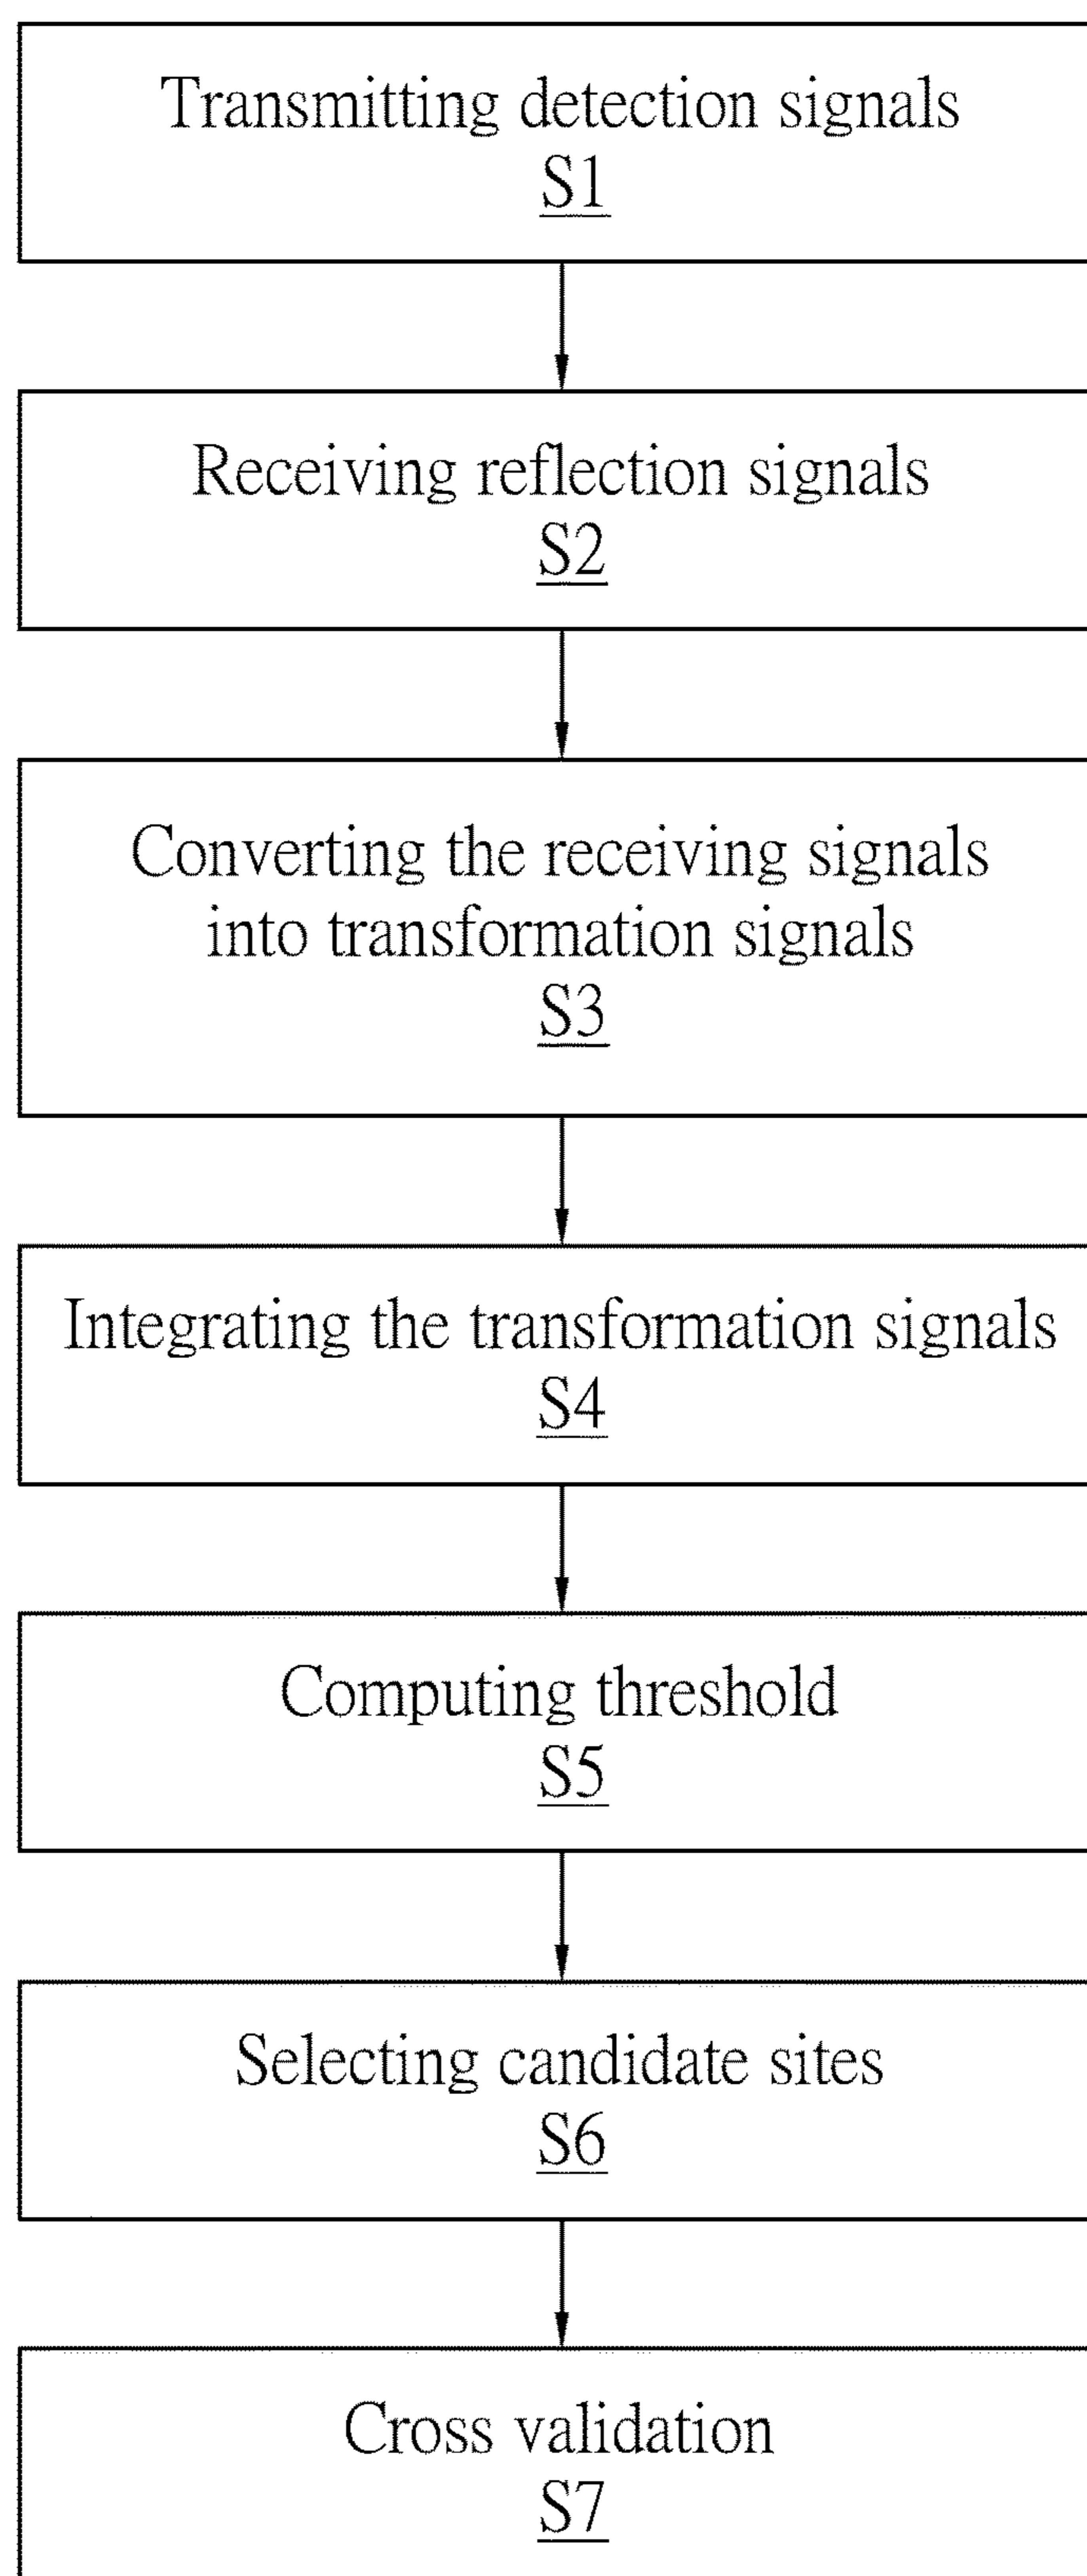 Transmitting detection signals
S1
Receiving reflection signals
S2
Converting the receiving signals
into transformation signals
S3
Integrating the transformation signals
S4
Computing threshold
S5
Selecting candidate sites
S6
Cross validation
S7